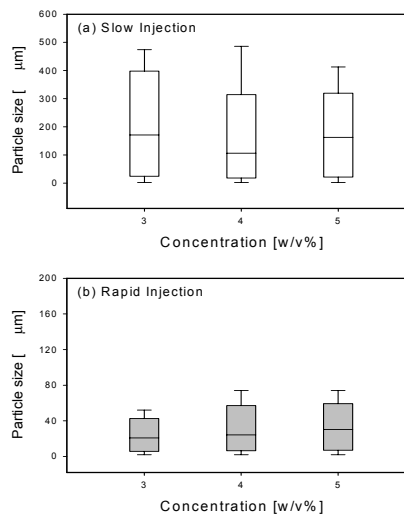 (a) Slow Injection
Particle size [ μm]
600
500
400
300
200
100
0
3 4 5
Concentration [w/v%]
(b) Rapid Injection
Particle size [ μm]
200
160
120
80
40
0
3 4 5
Concentration [w/v%]